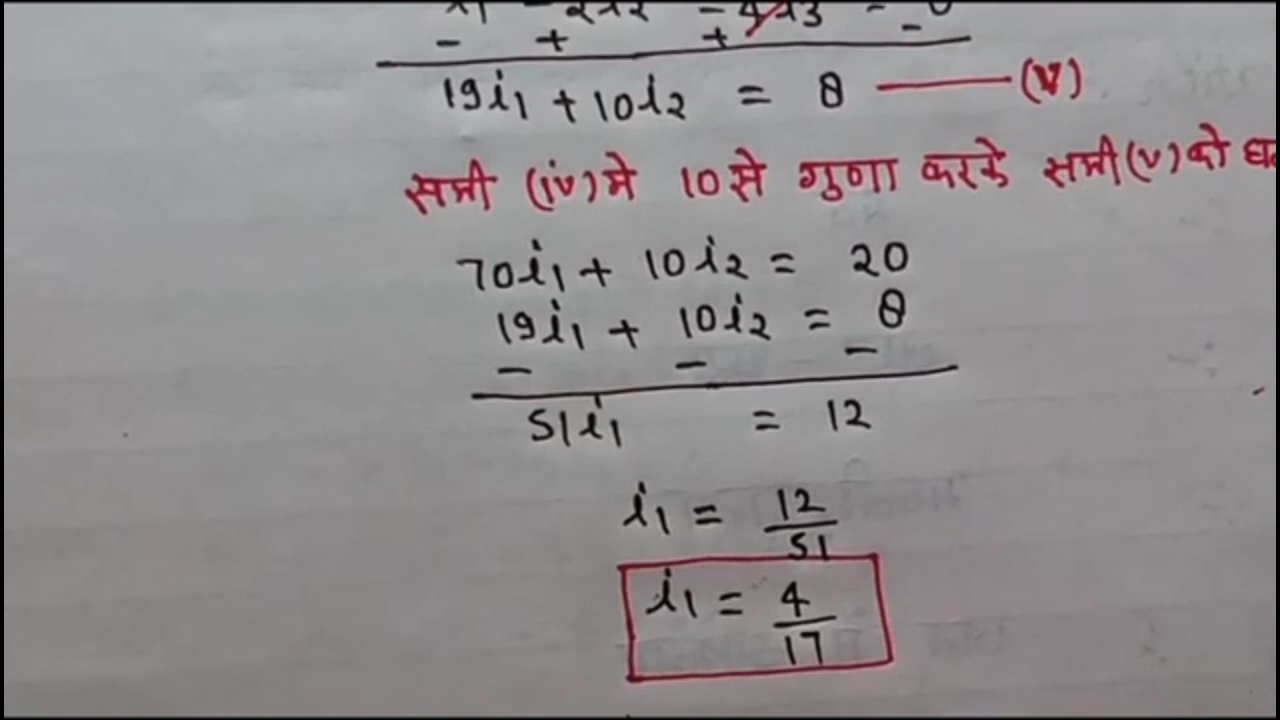 - + + -
19i₁ + 10i₂ = 8 —— (V)
समी (iv) मे 10 से गुणा करके समी (v) को
70i₁ + 10i₂ = 20
19i₁ + 10i₂ = 8
- - -
51i₁ = 12
i₁ = 12/51
i₁ = 4/17